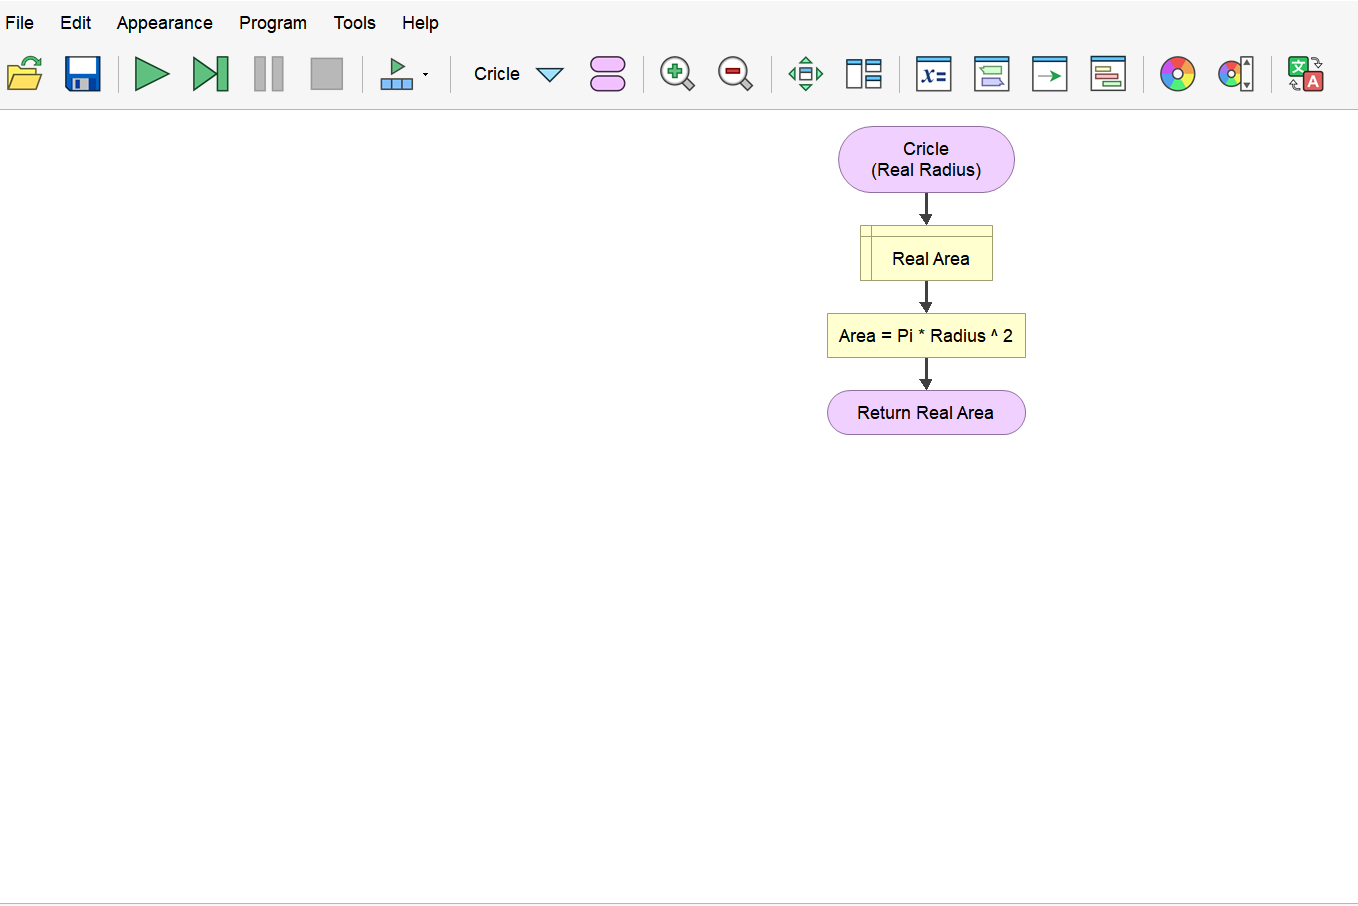 File Edit Appearance Program Tools Help
Cricle x=
文
A
Cricle
(Real Radius)
Real Area
Area = Pi * Radius ^ 2
Return Real Area